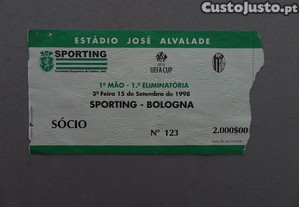 CustoJusto.pt
ESTÁDIO JOSÉ ALVALADE
SPORTING
UEFA CUP
1ª MÃO - 1.ª ELIMINATÓRIA
3ª Feira 15 de Setembro de 1998
SPORTING - BOLOGNA
SÓCIO
Nº 123
2.000$00